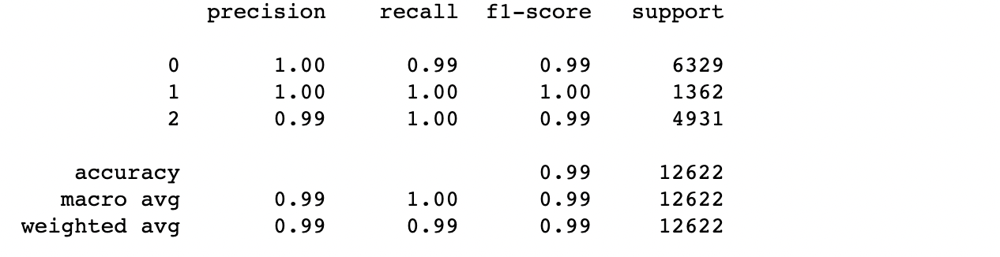 precision recall f1-score support
0 1.00 0.99 0.99 6329
1 1.00 1.00 1.00 1362
2 0.99 1.00 0.99 4931
accuracy 0.99 12622
macro avg 0.99 1.00 0.99 12622
weighted avg 0.99 0.99 0.99 12622